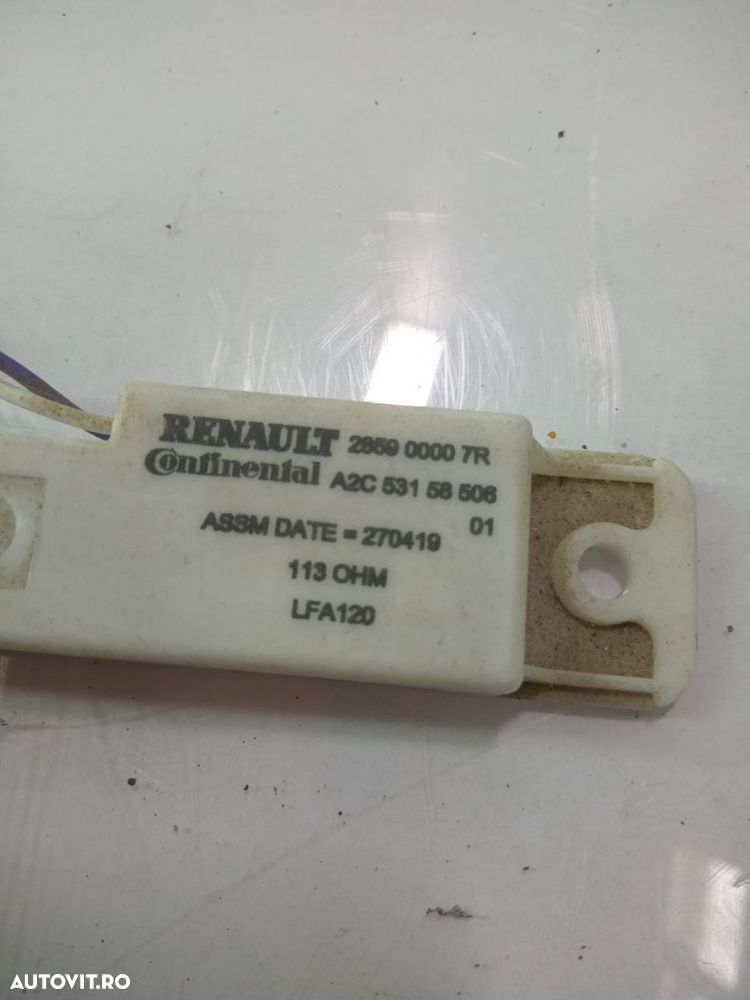 RENAULT 2859 0000 7R
Continental A2C 531 58 506
01
ASSM DATE = 270419
113 OHM
LFA120
AUTOVIT.RO